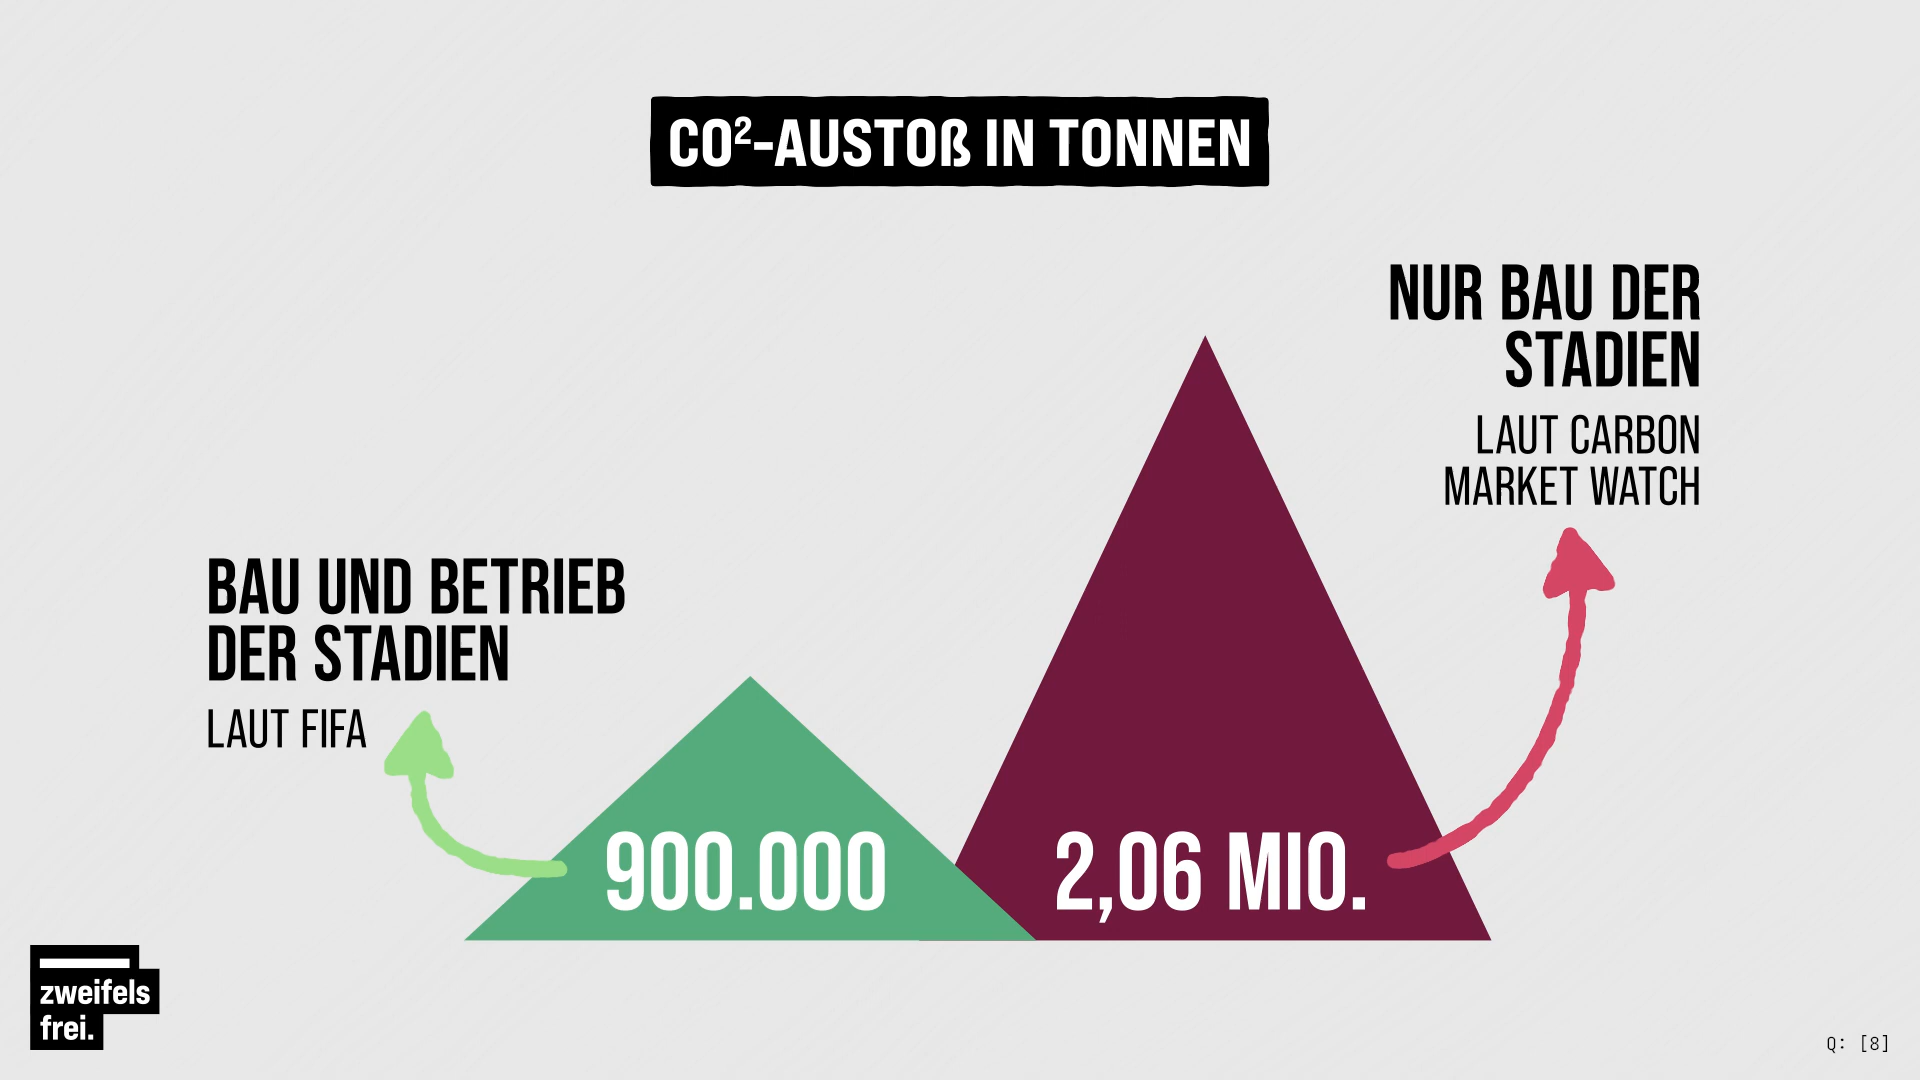 CO²-AUSTOß IN TONNEN
NUR BAU DER
STADIEN
LAUT CARBON
MARKET WATCH
BAU UND BETRIEB
DER STADIEN
LAUT FIFA
900.000
2,06 MIO.
zweifels
frei.
Q: [8]